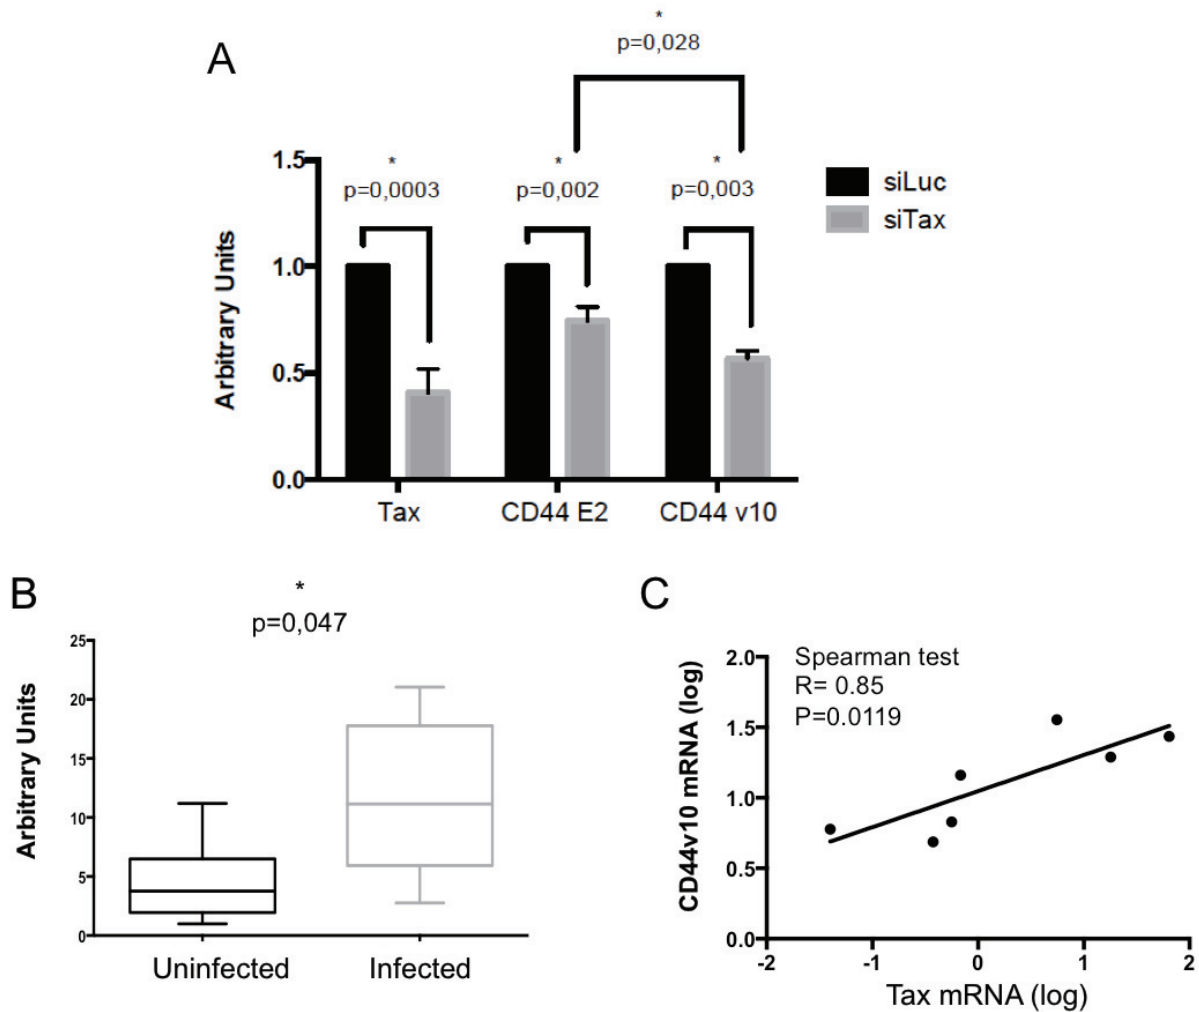 A
*
p=0,028
*
p=0,0003
*
p=0,002
*
p=0,003
siLuc
siTax
Arbitrary Units
1.5
1.0
0.5
0.0
Tax
CD44 E2
CD44 v10
B
*
p=0,047
Arbitrary Units
25
20
15
10
5
0
Uninfected
Infected
C
Spearman test
R= 0.85
P=0.0119
CD44v10 mRNA (log)
2.0
1.5
1.0
0.5
0.0
-2
-1
0
1
2
Tax mRNA (log)